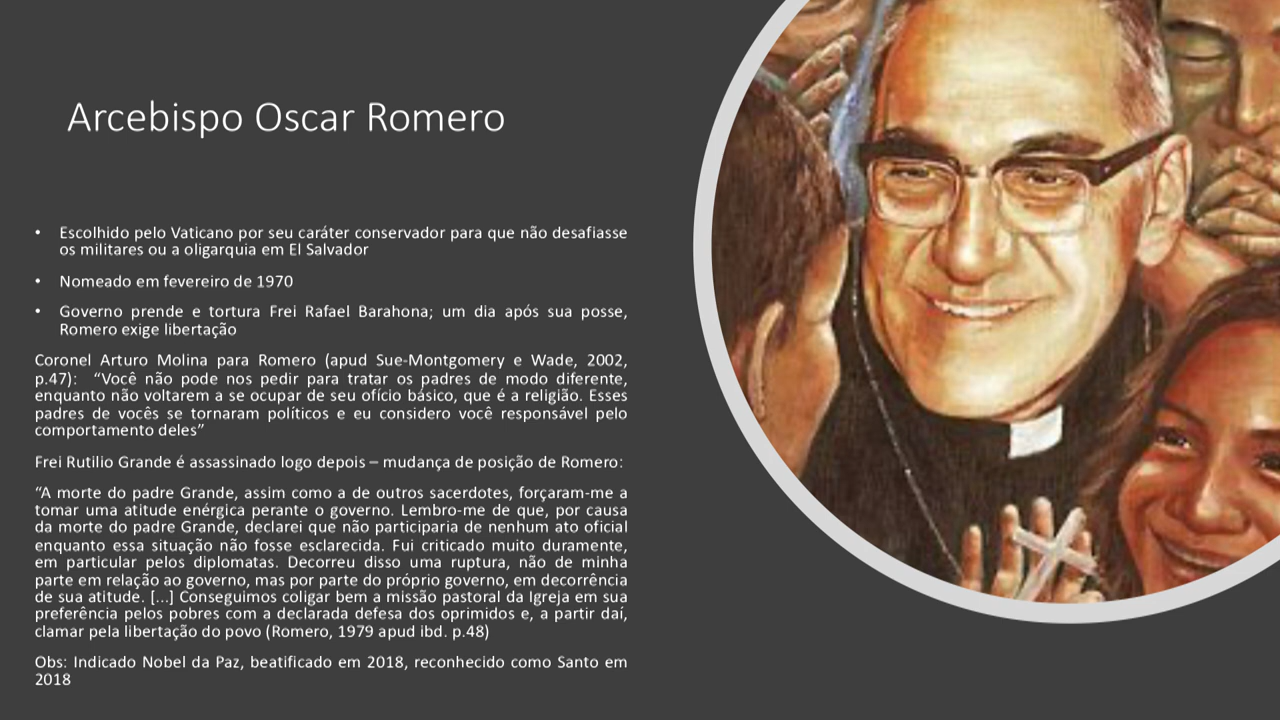 Arcebispo Oscar Romero
• Escolhido pelo Vaticano por seu caráter conservador para que não desafiasse
os militares ou a oligarquia em El Salvador
• Nomeado em fevereiro de 1970
• Governo prende e tortura Frei Rafael Barahona; um dia após sua posse,
Romero exige libertação
Coronel Arturo Molina para Romero (apud Sue-Montgomery e Wade, 2002,
p.47): “Você não pode nos pedir para tratar os padres de modo diferente,
enquanto não voltarem a se ocupar de seu ofício básico, que é a religião. Esses
padres de vocês se tornaram políticos e eu considero você responsável pelo
comportamento deles”
Frei Rutilio Grande é assassinado logo depois – mudança de posição de Romero:
“A morte do padre Grande, assim como a de outros sacerdotes, forçaram-me a
tomar uma atitude enérgica perante o governo. Lembro-me de que, por causa
da morte do padre Grande, declarei que não participaria de nenhum ato oficial
enquanto essa situação não fosse esclarecida. Fui criticado muito duramente,
em particular pelos diplomatas. Decorreu disso uma ruptura, não de minha
parte em relação ao governo, mas por parte do próprio governo, em decorrência
de sua atitude. [...] Conseguimos coligar bem a missão pastoral da Igreja em sua
preferência pelos pobres com a declarada defesa dos oprimidos e, a partir daí,
clamar pela libertação do povo (Romero, 1979 apud ibd. p.48)
Obs: Indicado Nobel da Paz, beatificado em 2018, reconhecido como Santo em
2018